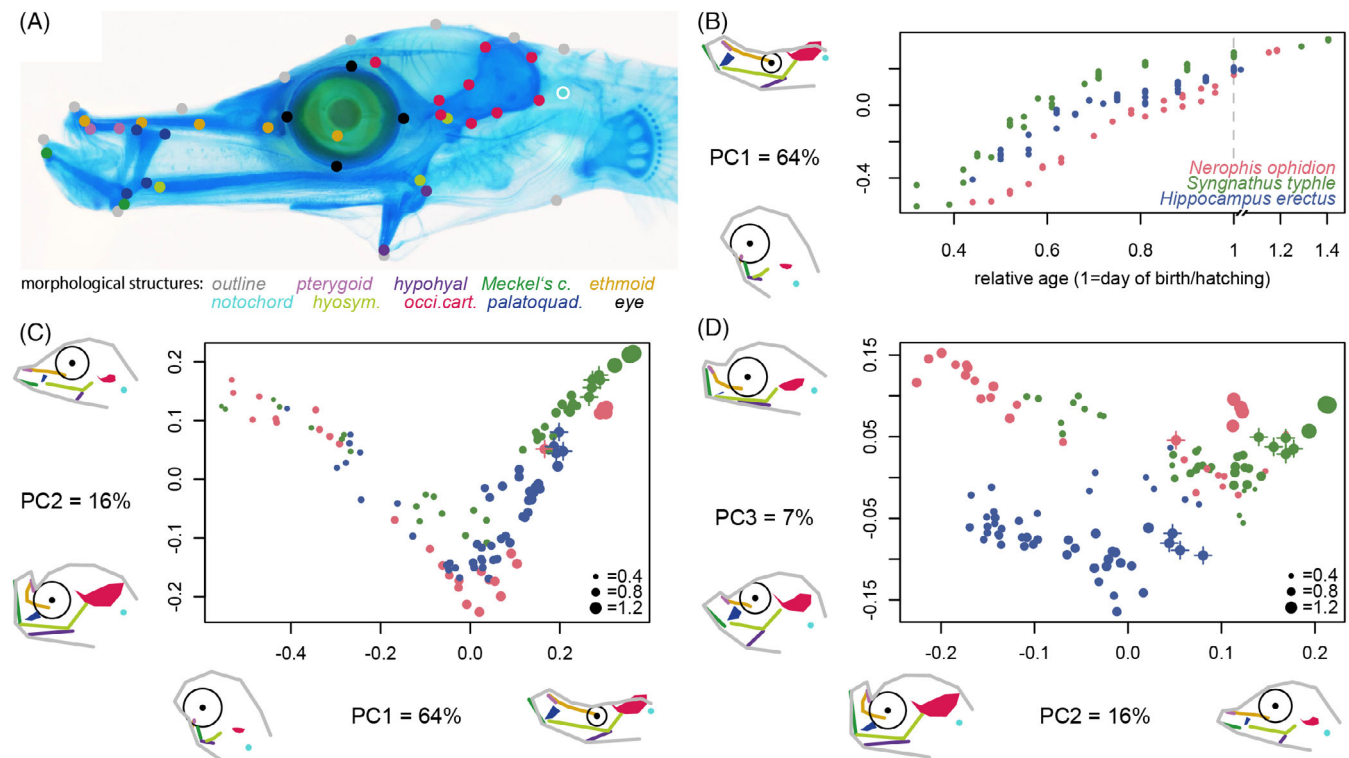 (A)
morphological structures: outline pterygoid hypohyal Meckel's c. ethmoid
notochord hyosym. occi.cart. palatoquad. eye
(B)
PC1 = 64%
0.0
-0.4
Nerophis ophidion
Syngnathus typhle
Hippocampus erectus
0.4 0.6 0.8 1 1.2 1.4
relative age (1=day of birth/hatching)
(C)
PC2 = 16%
0.2
0.1
0.0
-0.1
-0.2
=0.4
=0.8
=1.2
-0.4 -0.2 0.0 0.2
PC1 = 64%
(D)
PC3 = 7%
0.15
0.05
-0.05
-0.15
=0.4
=0.8
=1.2
-0.2 -0.1 0.0 0.1 0.2
PC2 = 16%